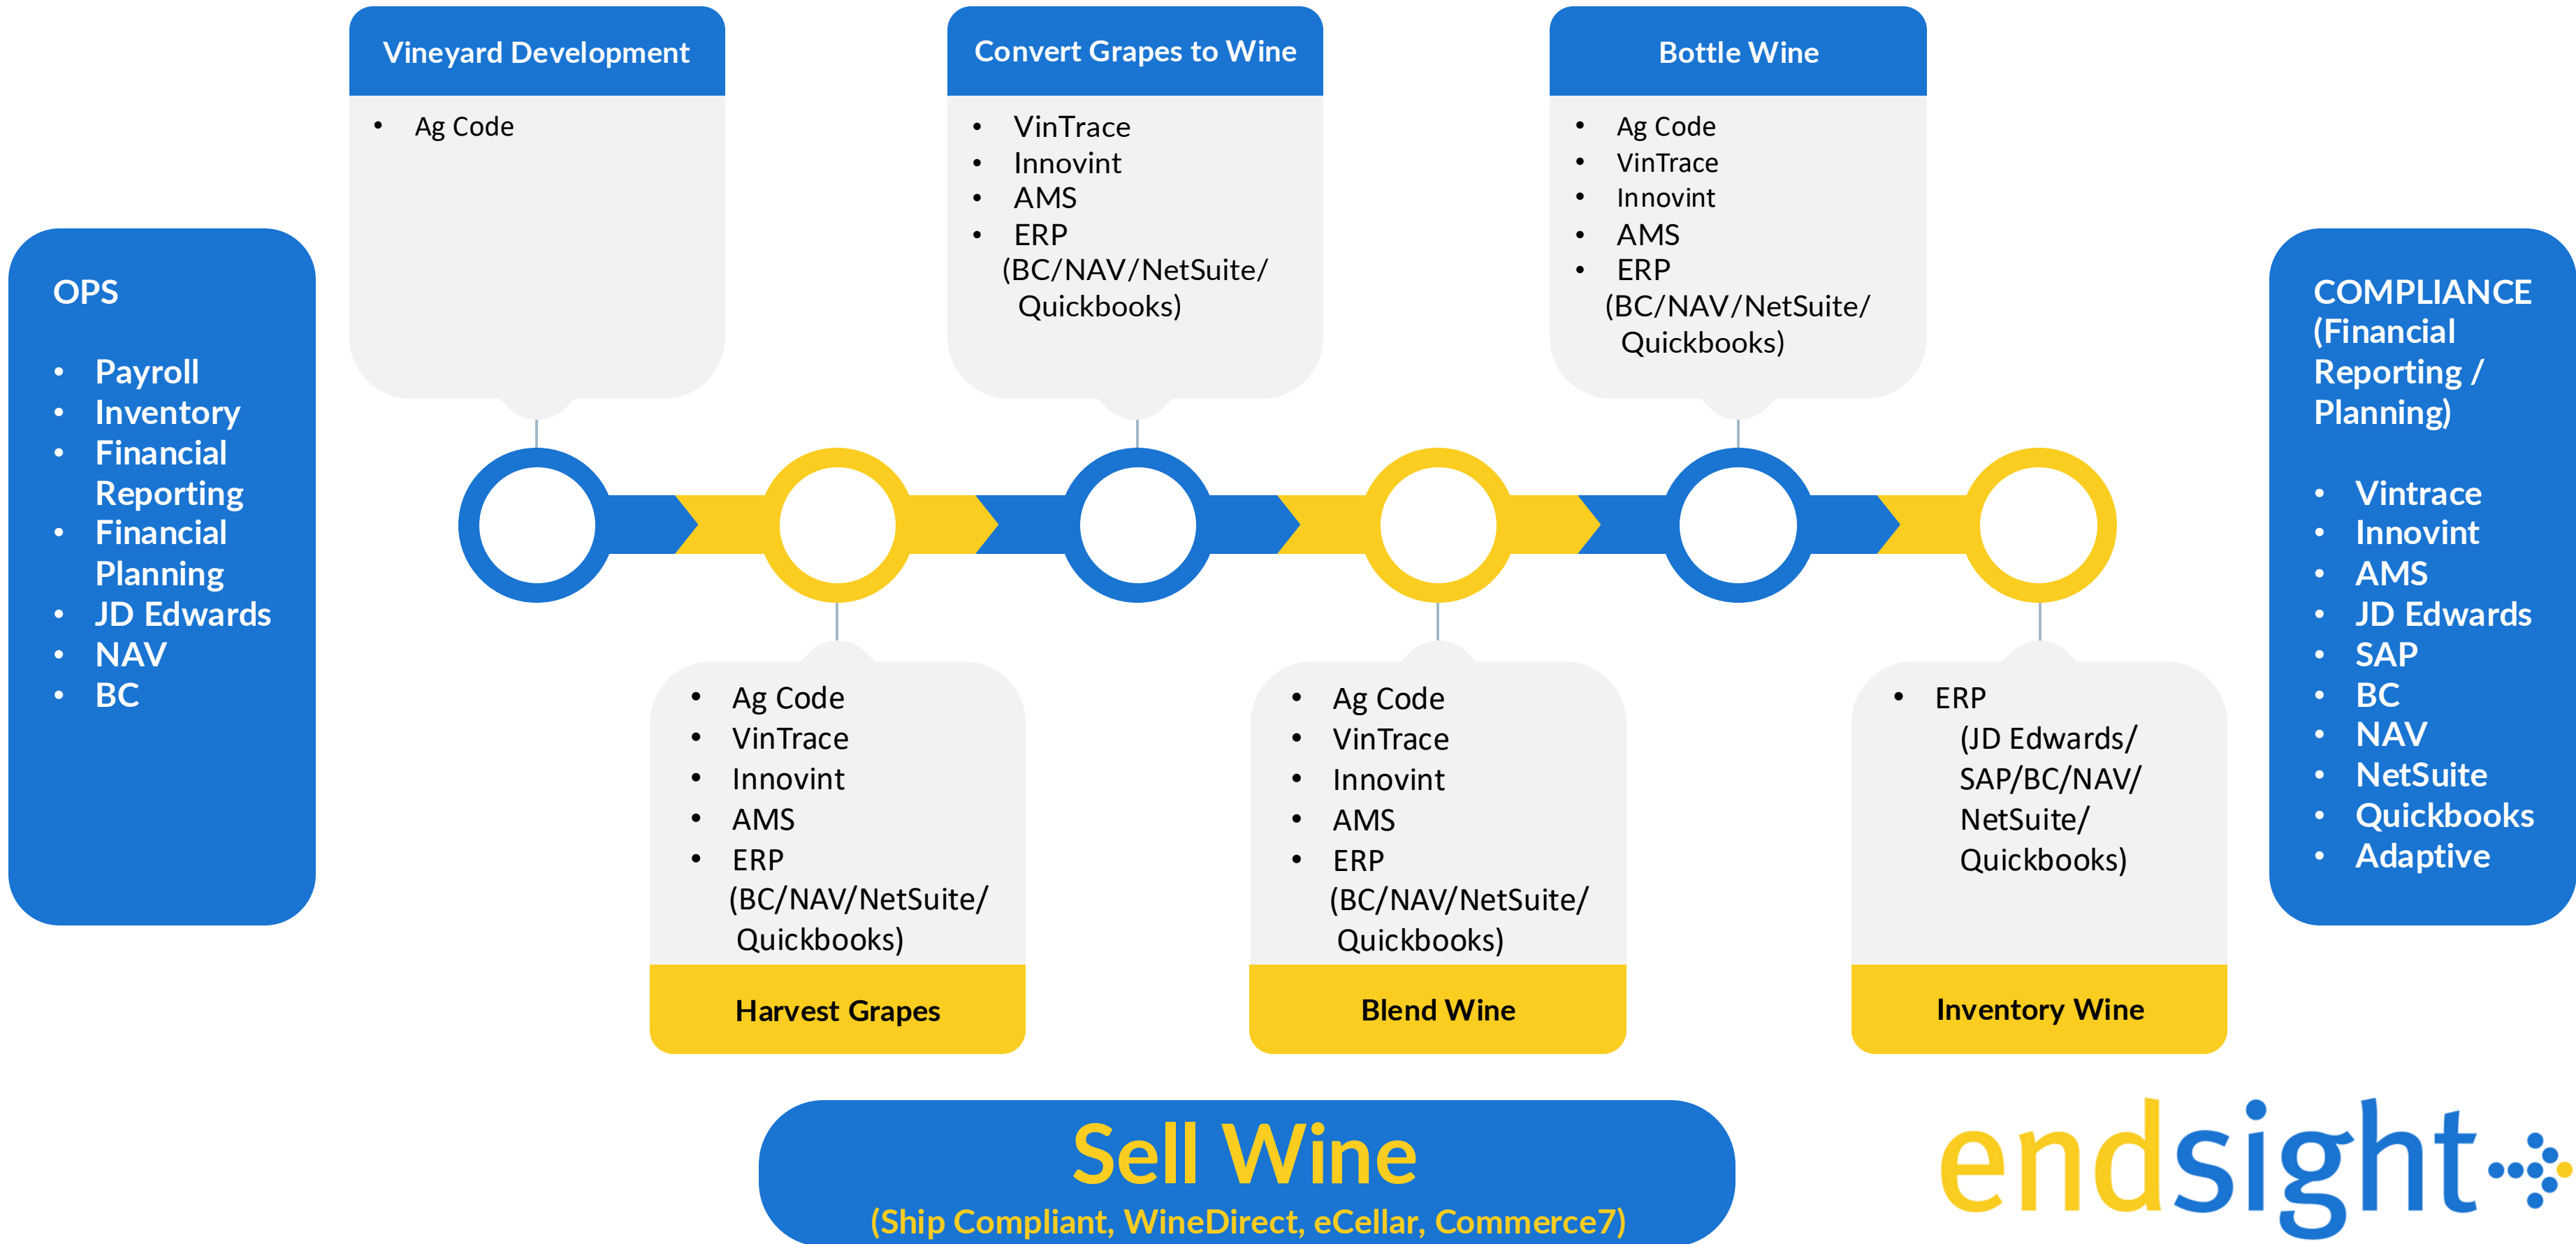 Vineyard Development
• Ag Code
Convert Grapes to Wine
• VinTrace
• Innovint
• AMS
• ERP
(BC/NAV/NetSuite/
Quickbooks)
Bottle Wine
• Ag Code
• VinTrace
• Innovint
• AMS
• ERP
(BC/NAV/NetSuite/
Quickbooks)
OPS
• Payroll
• Inventory
• Financial
Reporting
• Financial
Planning
• JD Edwards
• NAV
• BC
COMPLIANCE
(Financial
Reporting /
Planning)
• Vintrace
• Innovint
• AMS
• JD Edwards
• SAP
• BC
• NAV
• NetSuite
• Quickbooks
• Adaptive
• Ag Code
• VinTrace
• Innovint
• AMS
• ERP
(BC/NAV/NetSuite/
Quickbooks)
Harvest Grapes
• Ag Code
• VinTrace
• Innovint
• AMS
• ERP
(BC/NAV/NetSuite/
Quickbooks)
Blend Wine
• ERP
(JD Edwards/
SAP/BC/NAV/
NetSuite/
Quickbooks)
Inventory Wine
Sell Wine
(Ship Compliant, WineDirect, eCellar, Commerce7)
endsight